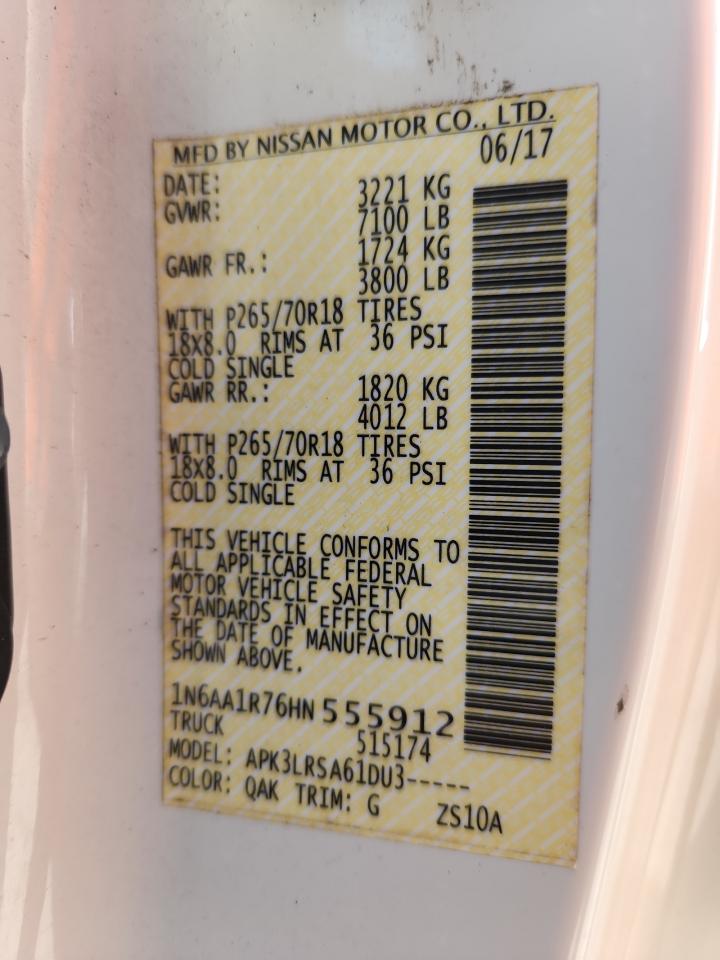 MFD BY NISSAN MOTOR CO., LTD.
DATE: 06/17
GVWR: 3221 KG
7100 LB
GAWR FR.: 1724 KG
3800 LB
WITH P265/70R18 TIRES
18X8.0 RIMS AT 36 PSI
COLD SINGLE
GAWR RR.: 1820 KG
4012 LB
WITH P265/70R18 TIRES
18X8.0 RIMS AT 36 PSI
COLD SINGLE
THIS VEHICLE CONFORMS TO
ALL APPLICABLE FEDERAL
MOTOR VEHICLE SAFETY
STANDARDS IN EFFECT ON
THE DATE OF MANUFACTURE
SHOWN ABOVE.
1N6AA1R76HN 555912
TRUCK 515174
MODEL: APK3LRSA61DU3-----
COLOR: QAK TRIM: G ZS10A